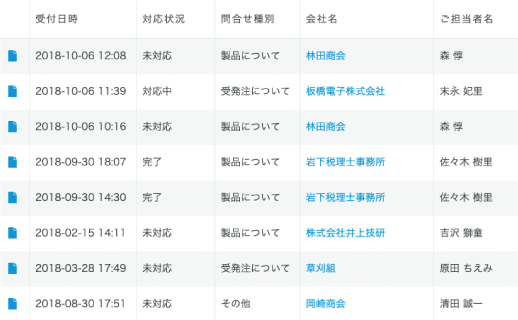 受付日時 対応状況 問合せ種別 会社名 ご担当者名
2018-10-06 12:08 未対応 製品について 林田商会 森 惇
2018-10-06 11:39 対応中 受発注について 板橋電子株式会社 末永 妃里
2018-10-06 10:16 未対応 製品について 林田商会 森 惇
2018-09-30 18:07 完了 製品について 岩下税理士事務所 佐々木 樹里
2018-09-30 14:30 完了 製品について 岩下税理士事務所 佐々木 樹里
2018-02-15 14:11 未対応 製品について 株式会社井上技研 吉沢 獅童
2018-03-28 17:49 未対応 受発注について 草刈組 原田 ちえみ
2018-08-30 17:51 未対応 その他 岡崎商会 清田 誠一